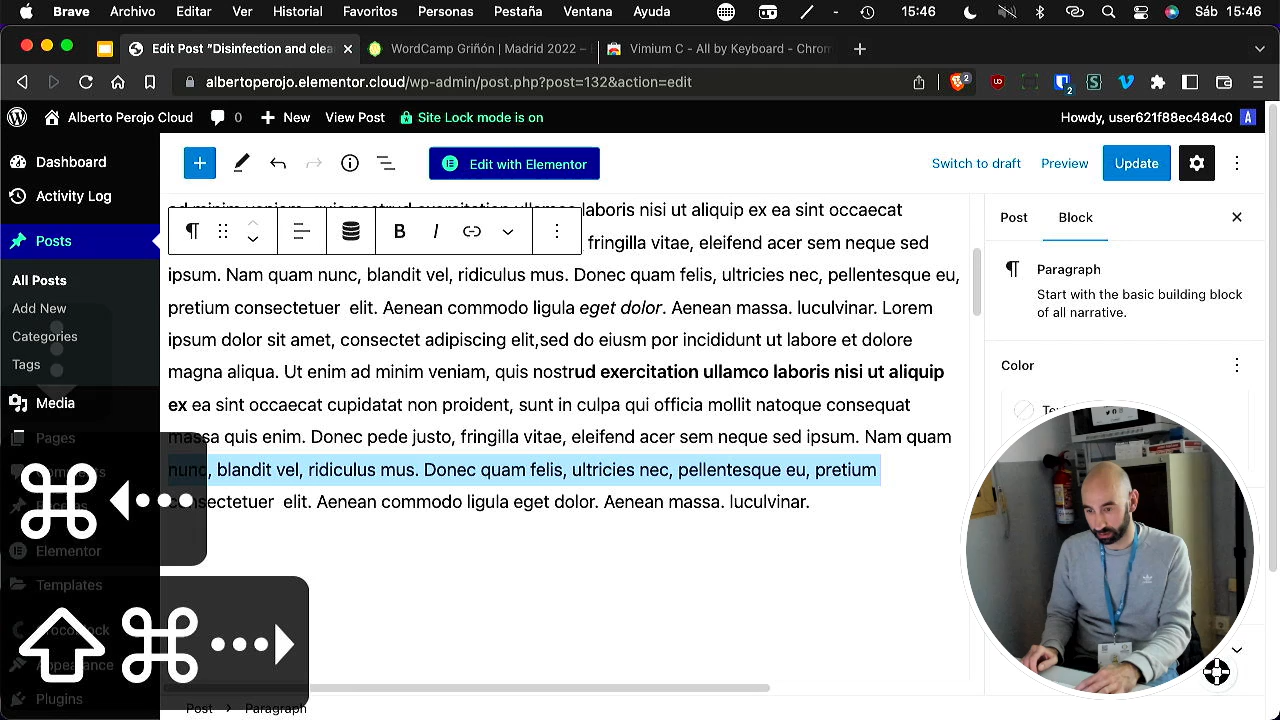 Brave Archivo Editar Ver Historial Favoritos Personas Pestaña Ventana Ayuda 15:46 Sáb 15:46
Edit Post “Disinfection and clea WordCamp Griñón | Madrid 2022 – Vimium C - All by Keyboard - Chrom
albertoperojo.elementor.cloud/wp-admin/post.php?post=132&action=edit 2 2
Alberto Perojo Cloud 0 New View Post Site Lock mode is on Howdy, user621f88ec484c0
Dashboard
Activity Log
Posts
All Posts
Add New
Categories
Tags
Media
Pages
Elementor
Templates
Appearance
Plugins
Edit with Elementor Switch to draft Preview Update
laboris nisi ut aliquip ex ea sint occaecat
B I
fringilla vitae, eleifend acer sem neque sed
ipsum. Nam quam nunc, blandit vel, ridiculus mus. Donec quam felis, ultricies nec, pellentesque eu,
pretium consectetuer elit. Aenean commodo ligula eget dolor. Aenean massa. luculvinar. Lorem
ipsum dolor sit amet, consectet adipiscing elit,sed do eiusm por incididunt ut labore et dolore
magna aliqua. Ut enim ad minim veniam, quis nostrud exercitation ullamco laboris nisi ut aliquip
ex ea sint occaecat cupidatat non proident, sunt in culpa qui officia mollit natoque consequat
massa quis enim. Donec pede justo, fringilla vitae, eleifend acer sem neque sed ipsum. Nam quam
nunc, blandit vel, ridiculus mus. Donec quam felis, ultricies nec, pellentesque eu, pretium
consectetuer elit. Aenean commodo ligula eget dolor. Aenean massa. luculvinar.
Post Block
Paragraph
Start with the basic building block
of all narrative.
Color
Post > Paragraph